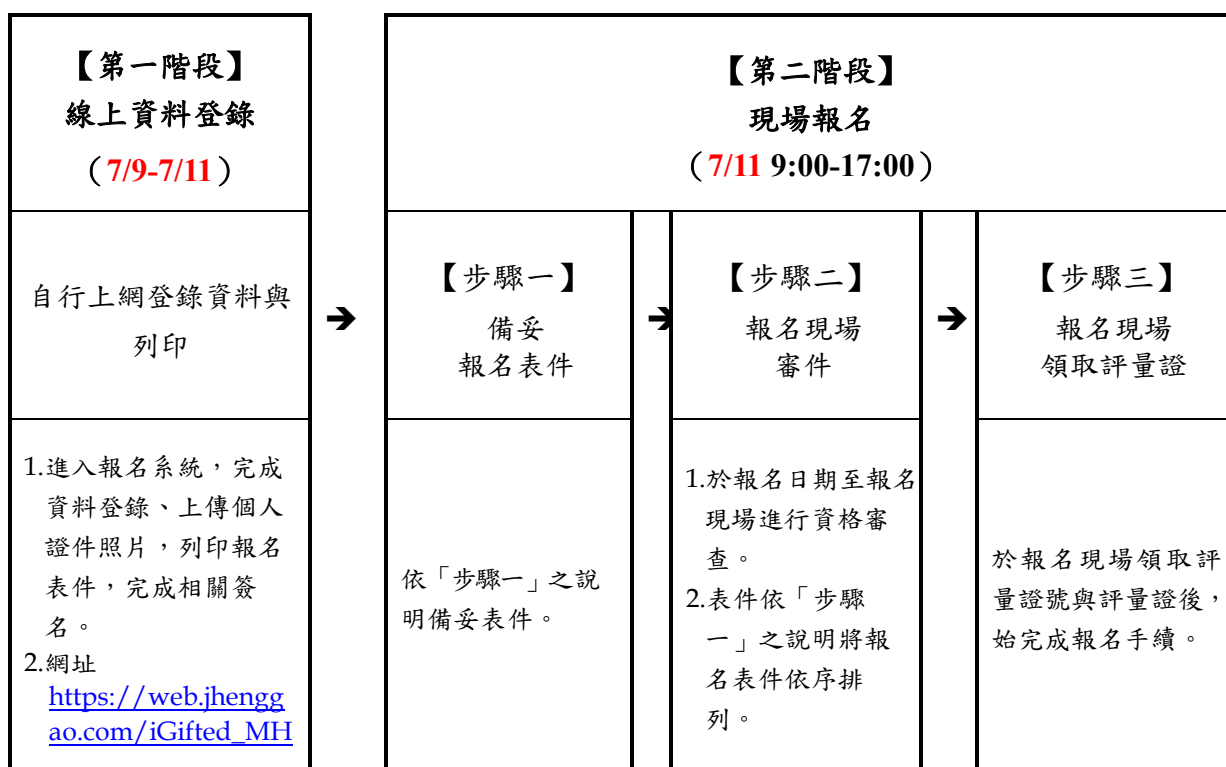 【第一階段】
線上資料登錄
（7/9-7/11）
【第二階段】
現場報名
（7/11 9:00-17:00）
自行上網登錄資料與
列印
➔
【步驟一】
備妥
報名表件
➔
【步驟二】
報名現場
審件
➔
【步驟三】
報名現場
領取評量證
1.進入報名系統，完成
資料登錄、上傳個人
證件照片，列印報名
表件，完成相關簽
名。
2.網址
https://web.jhengg
ao.com/iGifted_MH
依「步驟一」之說
明備妥表件。
1.於報名日期至報名
現場進行資格審
查。
2.表件依「步驟
一」之說明將報
名表件依序排
列。
於報名現場領取評
量證號與評量證後，
始完成報名手續。